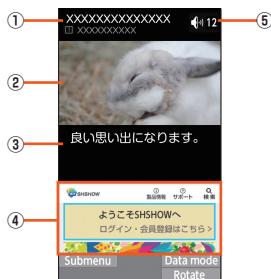 ① XXXXXXXXXXXXXX 12 ⑤
1 XXXXXXXXXX
②
③ 良い思い出になります。
④
SHSHOW 製品情報 サポート 検索
ようこそSHSHOWへ
ログイン・会員登録はこちら >
Submenu Data mode
Rotate